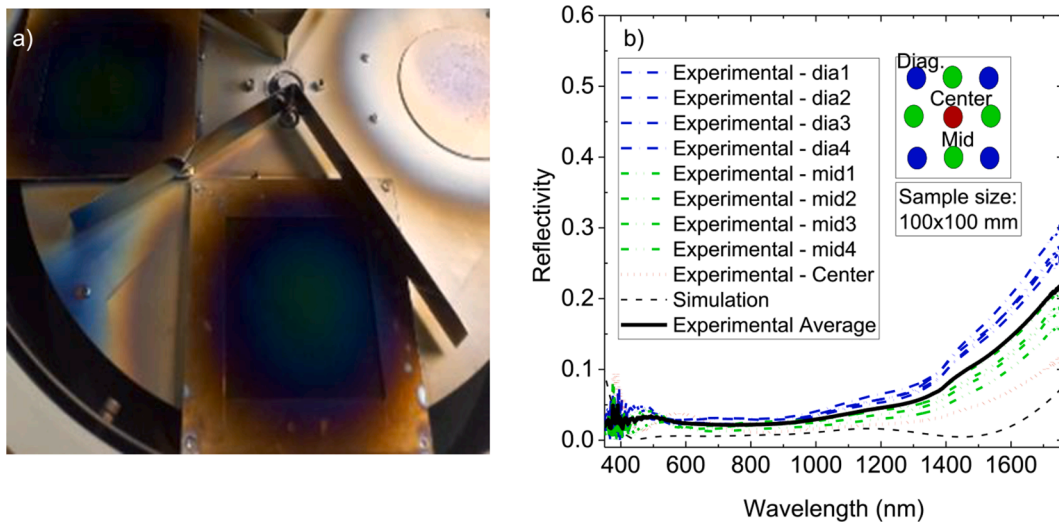 a)
b)
Experimental - dia1
Experimental - dia2
Experimental - dia3
Experimental - dia4
Experimental - mid1
Experimental - mid2
Experimental - mid3
Experimental - mid4
Experimental - Center
Simulation
Experimental Average
Diag.
Center
Mid
Sample size:
100x100 mm
Reflectivity
0.6
0.5
0.4
0.3
0.2
0.1
0.0
400 600 800 1000 1200 1400 1600
Wavelength (nm)